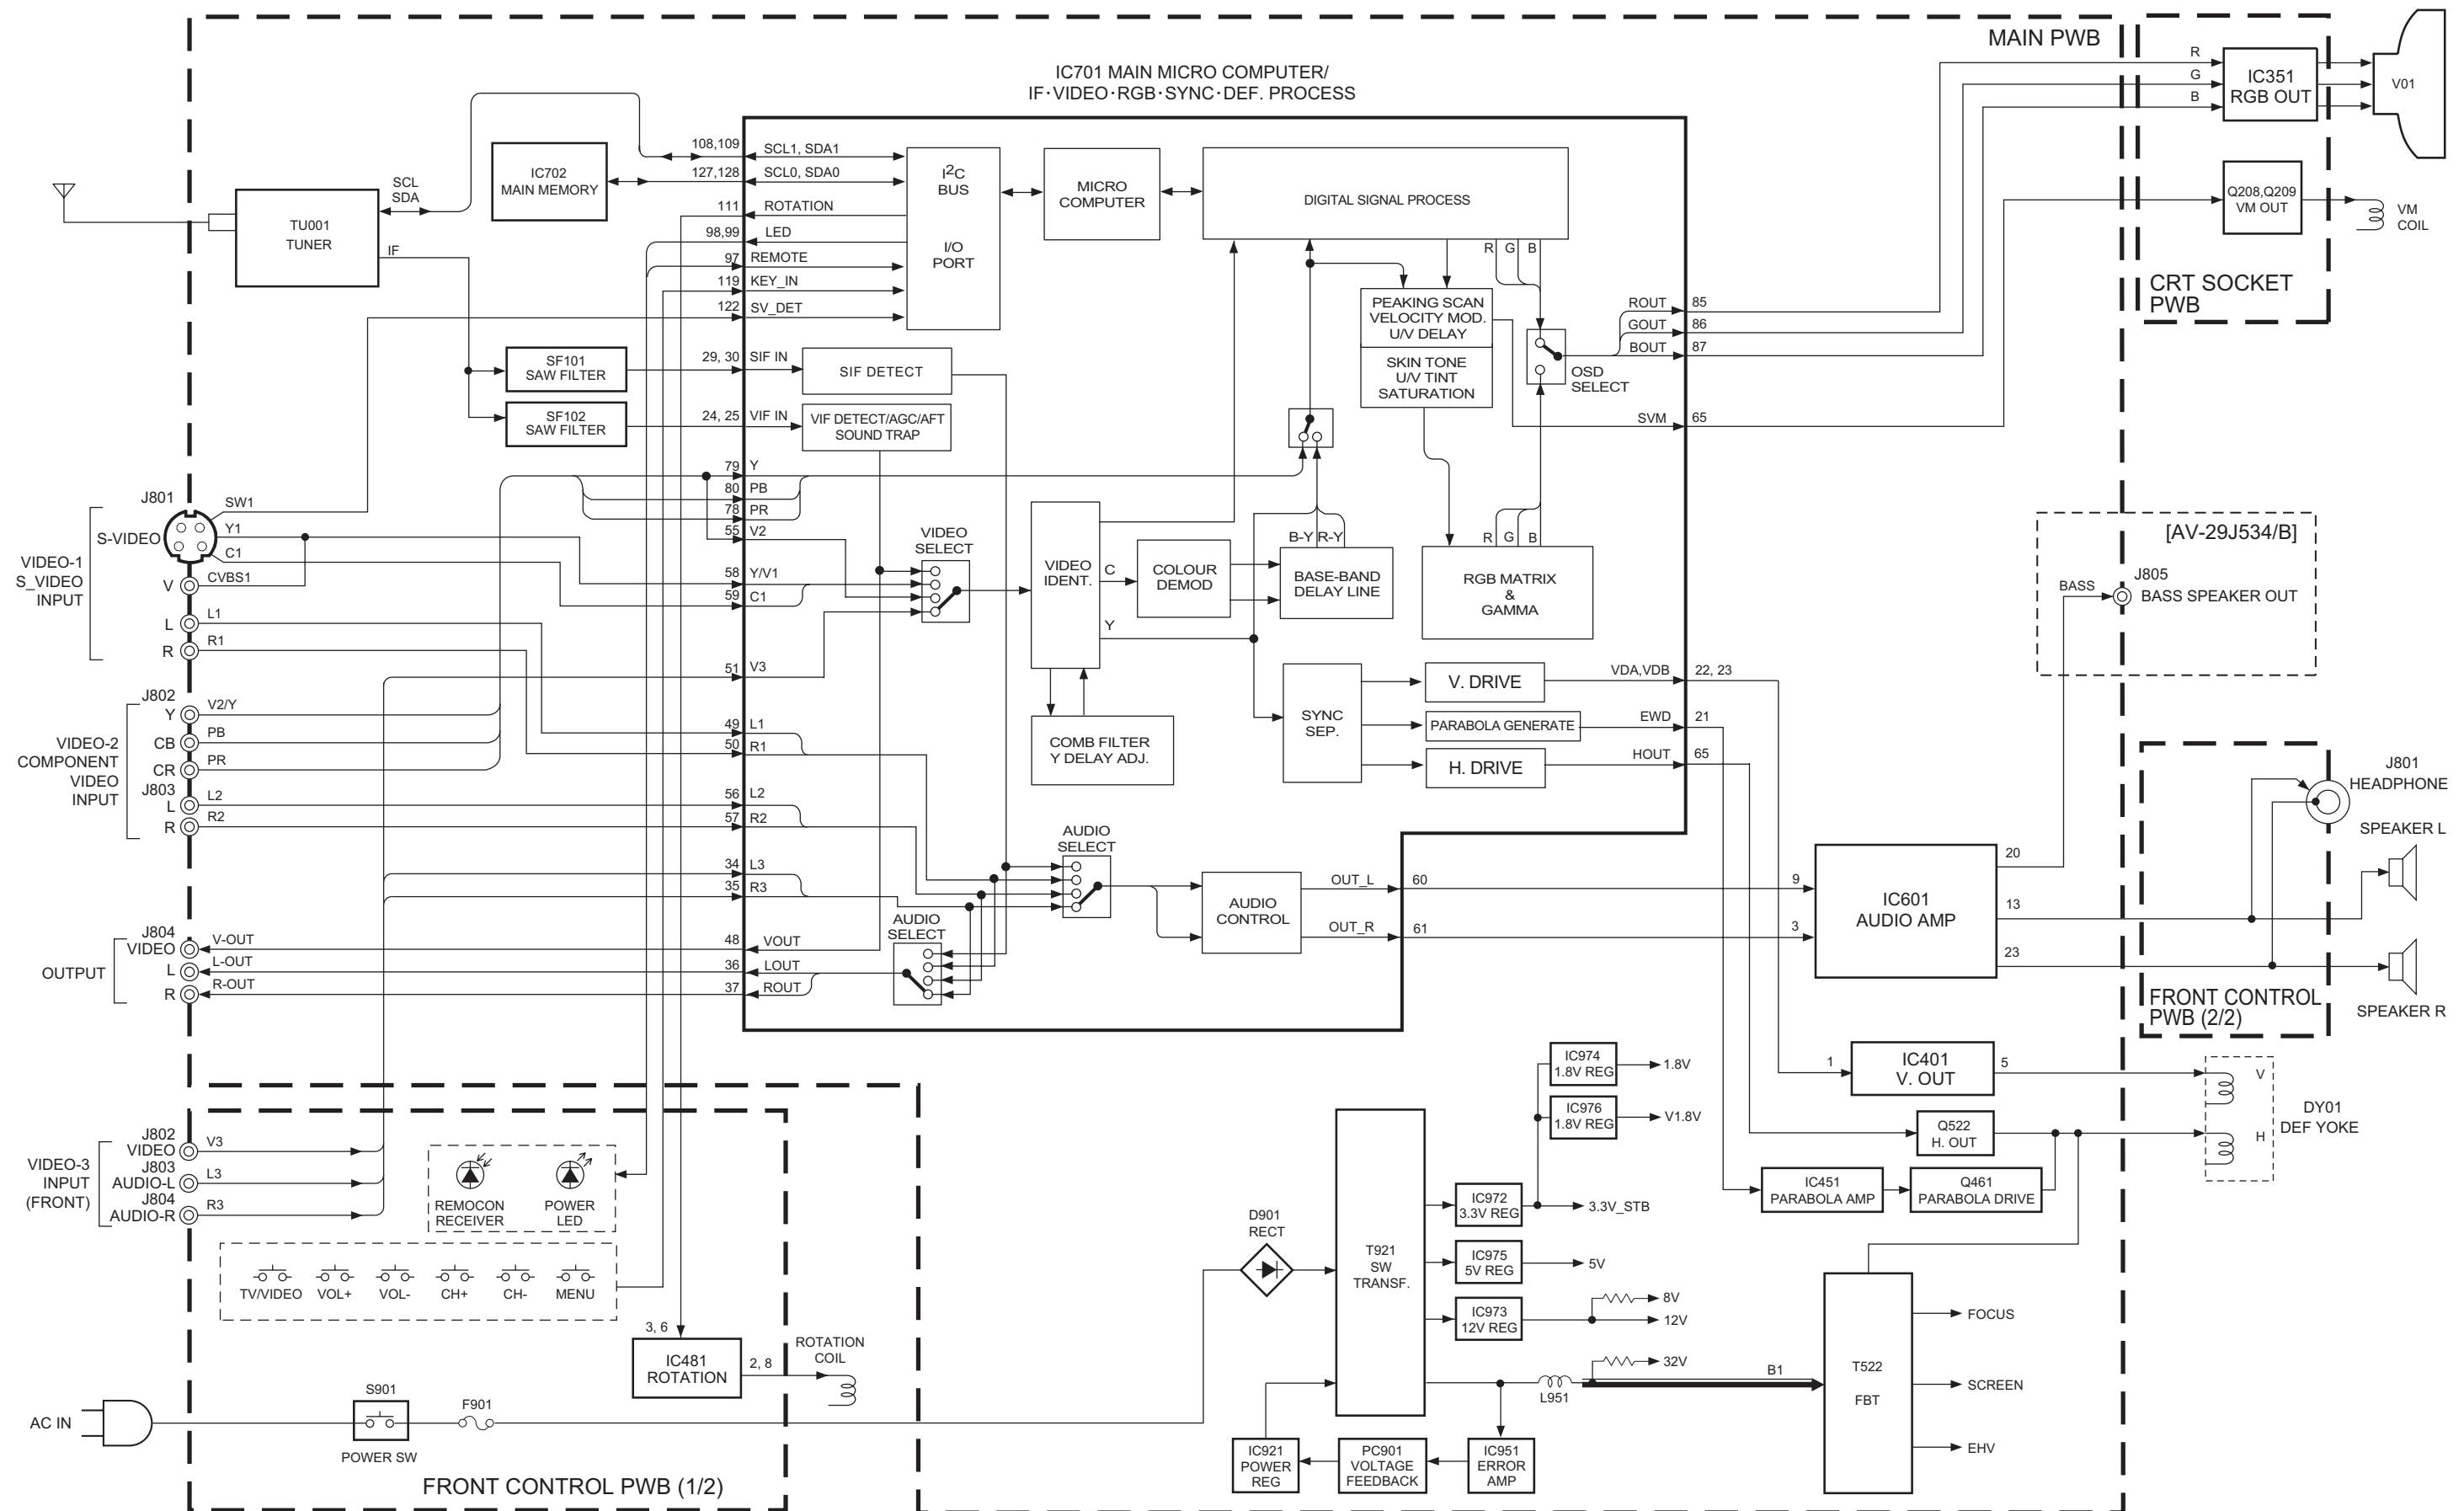 MAIN PWB
IC701 MAIN MICRO COMPUTER/
IF・VIDEO・RGB・SYNC・DEF. PROCESS
R
G
B
IC351
RGB OUT
V01
Q208,Q209
VM OUT
VM
COIL
CRT SOCKET
PWB
TU001
TUNER
SCL
SDA
IF
IC702
MAIN MEMORY
108,109
SCL1, SDA1
127,128
SCL0, SDA0
111
ROTATION
98,99
LED
97
REMOTE
119
KEY_IN
122
SV_DET
I2C
BUS
I/O
PORT
MICRO
COMPUTER
DIGITAL SIGNAL PROCESS
R G B
PEAKING SCAN
VELOCITY MOD.
U/V DELAY
SKIN TONE
U/V TINT
SATURATION
OSD
SELECT
ROUT
85
GOUT
86
BOUT
87
SVM
65
SF101
SAW FILTER
29, 30
SIF IN
SIF DETECT
SF102
SAW FILTER
24, 25
VIF IN
VIF DETECT/AGC/AFT
SOUND TRAP
79
Y
80
PB
78
PR
55
V2
58
Y/V1
59
C1
VIDEO
SELECT
VIDEO
IDENT.
C
Y
COLOUR
DEMOD
B-Y R-Y
BASE-BAND
DELAY LINE
R G B
RGB MATRIX
&
GAMMA
COMB FILTER
Y DELAY ADJ.
SYNC
SEP.
V. DRIVE
VDA,VDB
22, 23
PARABOLA GENERATE
EWD
21
H. DRIVE
HOUT
65
J801
S-VIDEO
SW1
Y1
C1
V
CVBS1
VIDEO-1
S_VIDEO
INPUT
L
L1
R
R1
J802
Y
V2/Y
CB
PB
CR
PR
VIDEO-2
COMPONENT
VIDEO
INPUT
J803
L
L2
R
R2
51
V3
49
L1
50
R1
56
L2
57
R2
34
L3
35
R3
AUDIO
SELECT
AUDIO
SELECT
AUDIO
CONTROL
OUT_L
60
OUT_R
61
48
VOUT
36
LOUT
37
ROUT
J804
VIDEO
V-OUT
OUTPUT
L
L-OUT
R
R-OUT
[AV-29J534/B]
BASS
J805
BASS SPEAKER OUT
9
3
IC601
AUDIO AMP
20
13
23
J801
HEADPHONE
SPEAKER L
SPEAKER R
FRONT CONTROL
PWB (2/2)
1
IC401
V. OUT
5
Q522
H. OUT
V
H
DY01
DEF YOKE
IC451
PARABOLA AMP
Q461
PARABOLA DRIVE
IC974
1.8V REG
1.8V
IC976
1.8V REG
V1.8V
IC972
3.3V REG
3.3V_STB
IC975
5V REG
5V
IC973
12V REG
8V
12V
32V
L951
B1
T921
SW
TRANSF.
D901
RECT
IC921
POWER
REG
PC901
VOLTAGE
FEEDBACK
IC951
ERROR
AMP
T522
FBT
FOCUS
SCREEN
EHV
VIDEO-3
INPUT
(FRONT)
J802
VIDEO
V3
J803
AUDIO-L
L3
J804
AUDIO-R
R3
REMOCON
RECEIVER
POWER
LED
TV/VIDEO
VOL+
VOL-
CH+
CH-
MENU
3, 6
IC481
ROTATION
2, 8
ROTATION
COIL
AC IN
S901
POWER SW
F901
FRONT CONTROL PWB (1/2)